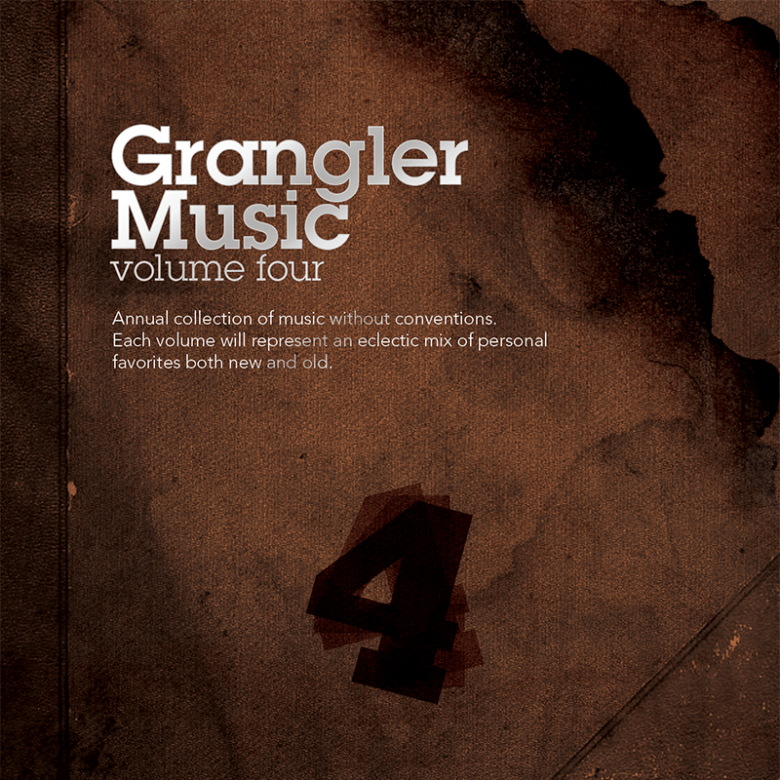 Grangler
Music
volume four
Annual collection of music without conventions.
Each volume will represent an eclectic mix of personal
favorites both new and old.
4